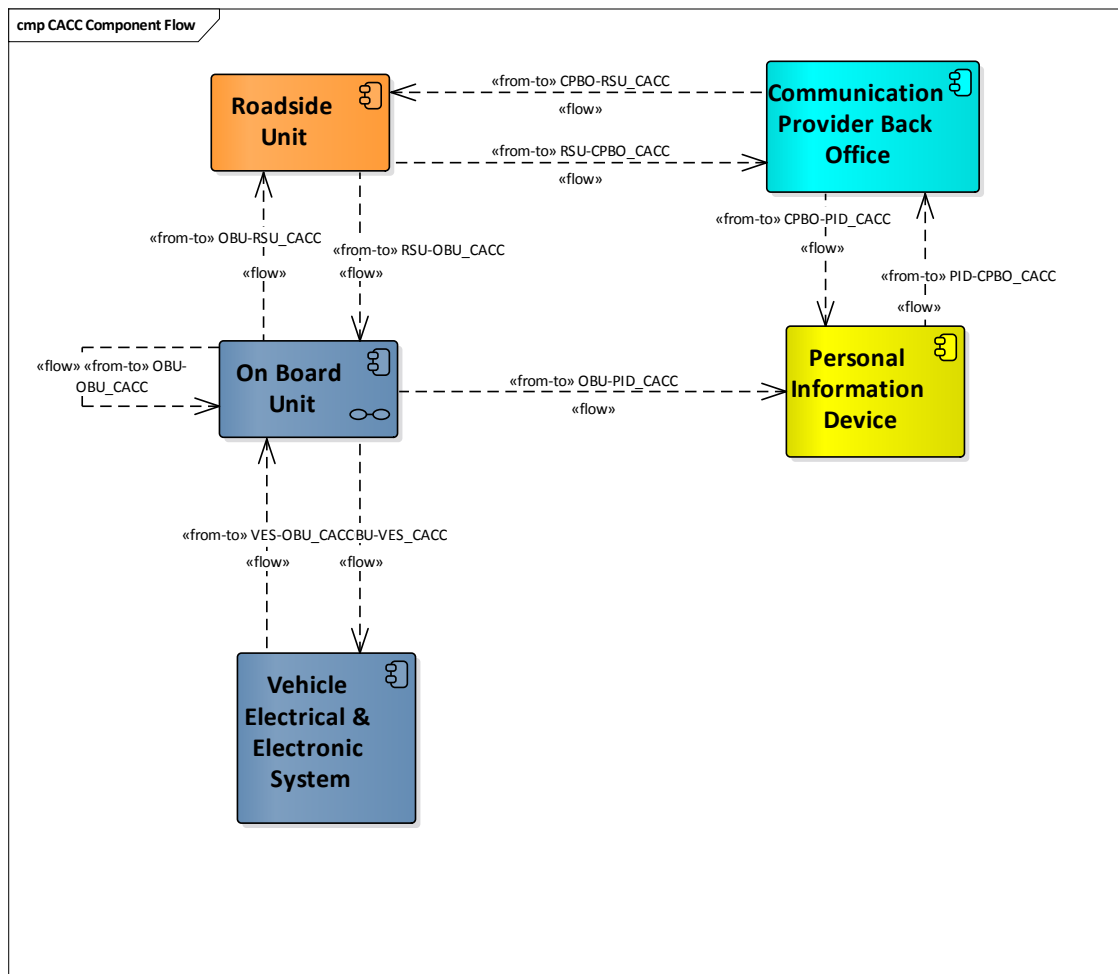 cmp CACC Component Flow
Roadside
Unit
«from-to» CPBO-RSU_CACC
«flow»
Communication
Provider Back
Office
«from-to» RSU-CPBO_CACC
«flow»
«from-to» OBU-RSU_CACC
«flow»
«from-to» RSU-OBU_CACC
«flow»
«from-to» CPBO-PID_CACC
«flow»
«from-to» PID-CPBO_CACC
«flow»
«flow» «from-to» OBU-
OBU_CACC
On Board
Unit
«from-to» OBU-PID_CACC
«flow»
Personal
Information
Device
«from-to» VES-OBU_CACC
BU-VES_CACC
«flow»
«flow»
Vehicle
Electrical &
Electronic
System